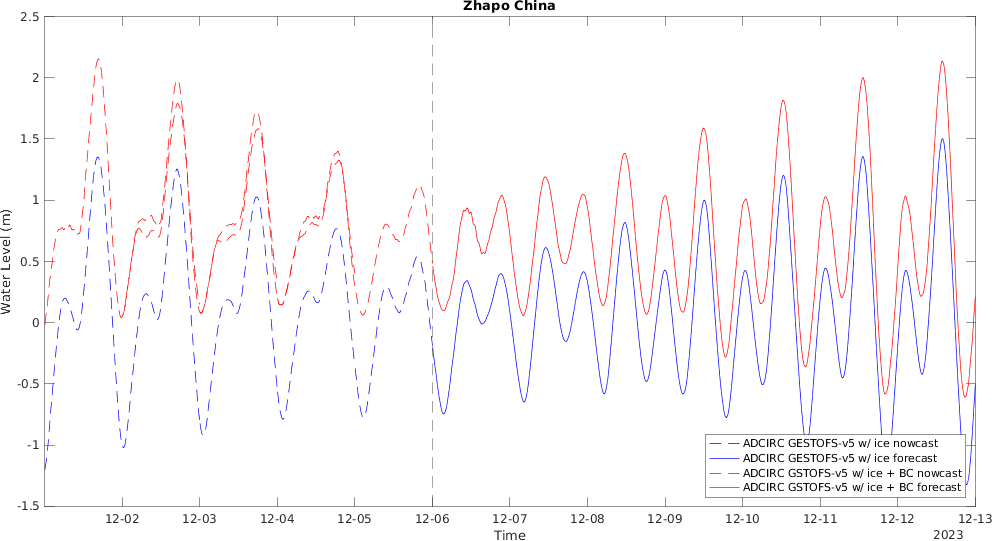 Zhapo China
Water Level (m)
2.5
2
1.5
1
0.5
0
-0.5
-1
-1.5
ADCIRC GESTOFS-v5 w/ ice nowcast
ADCIRC GESTOFS-v5 w/ ice forecast
ADCIRC GSTOFS-v5 w/ ice + BC nowcast
ADCIRC GSTOFS-v5 w/ ice + BC forecast
12-02 12-03 12-04 12-05 12-06 12-07 12-08 12-09 12-10 12-11 12-12 12-13
Time
2023